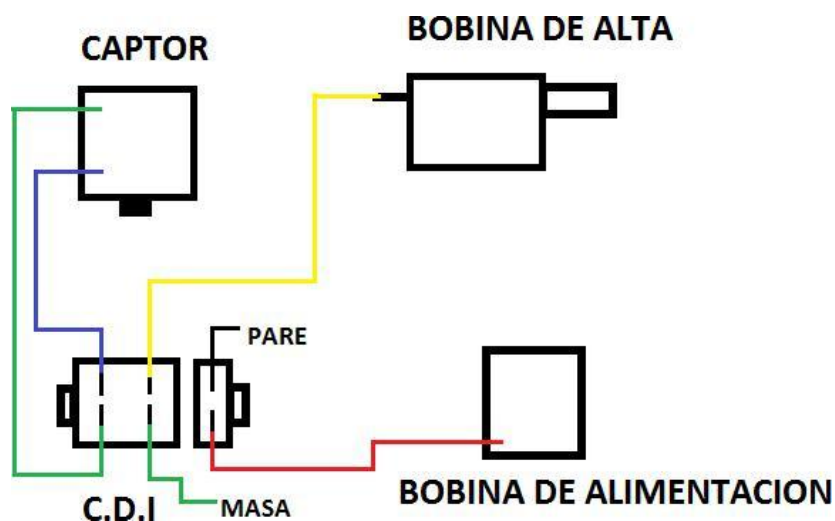 BOBINA DE ALTA
CAPTOR
PARE
C.D.I
MASA
BOBINA DE ALIMENTACION